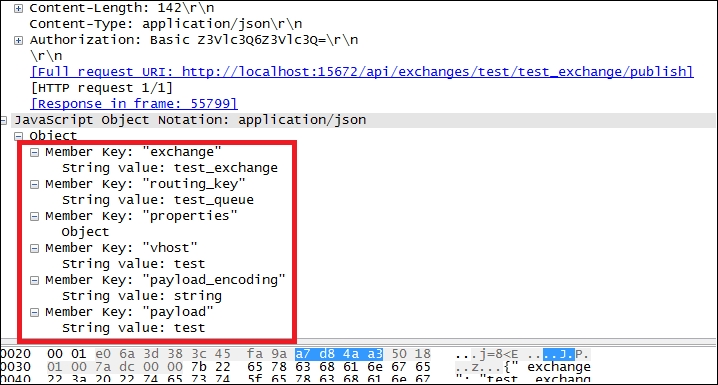 Content-Length: 142\r\n
Content-Type: application/json\r\n
Authorization: Basic Z3Vlc3Q6Z3Vlc3Q=\r\n
\r\n
[Full request URI: http://localhost:15672/api/exchanges/test/test_exchange/publish]
[HTTP request 1/1]
[Response in frame: 55799]
JavaScript Object Notation: application/json
Object
Member Key: "exchange"
String value: test_exchange
Member Key: "routing_key"
String value: test_queue
Member Key: "properties"
Object
Member Key: "vhost"
String value: test
Member Key: "payload_encoding"
String value: string
Member Key: "payload"
String value: test
0020 00 01 e0 6a 3d 38 3c 45 fa 9a a7 d8 4a a3 50 18 ...j=8<E ....J.P.
0030 01 00 7a dc 00 00 7b 22 65 78 63 68 61 6e 67 65 ..z...{" exchange
0040 22 3a 20 22 74 65 73 74 5f 65 78 63 68 61 6e 67 ": "test _exchang